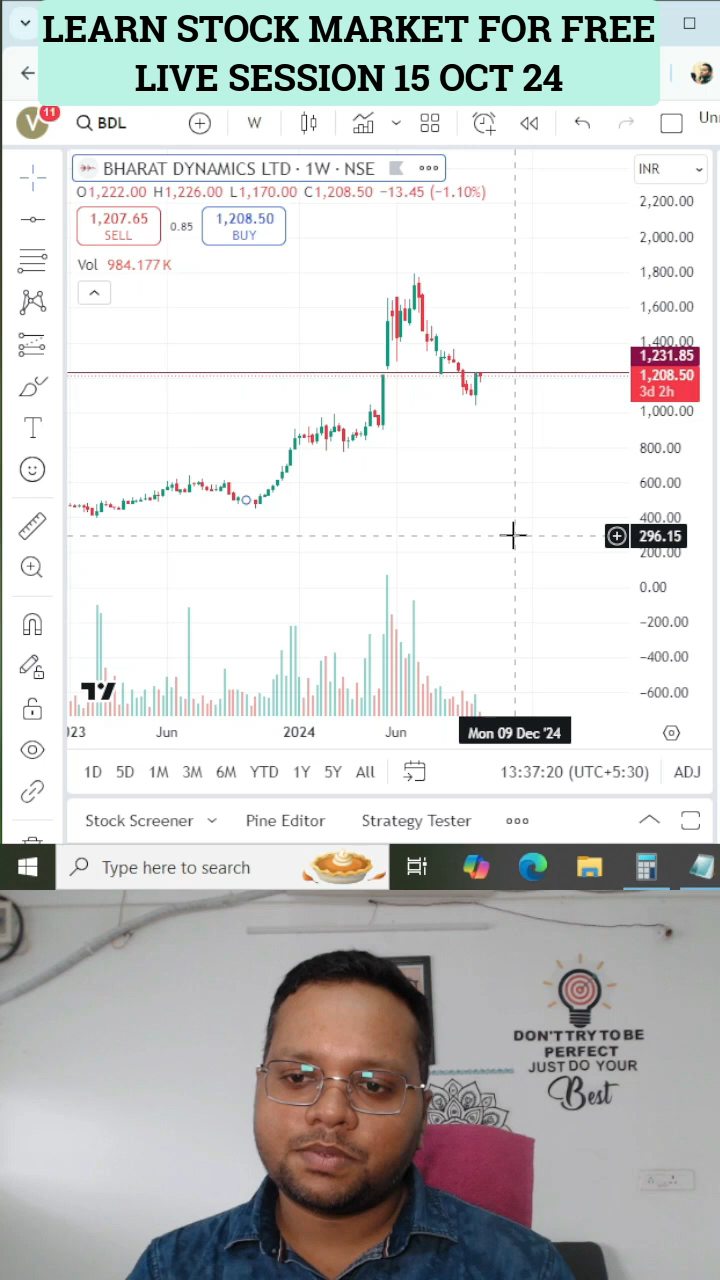 LEARN STOCK MARKET FOR FREE
LIVE SESSION 15 OCT 24
V
11
BDL
W
BHARAT DYNAMICS LTD · 1W · NSE
INR
O1,222.00 H1,226.00 L1,170.00 C1,208.50 −13.45 (−1.10%)
1,207.65
SELL
0.85
1,208.50
BUY
Vol 984.177K
2,200.00
2,000.00
1,800.00
1,600.00
1,400.00
1,231.85
1,208.50
3d 2h
1,000.00
800.00
600.00
400.00
296.15
200.00
0.00
−200.00
−400.00
−600.00
Jun
2024
Jun
Mon 09 Dec '24
1D 5D 1M 3M 6M YTD 1Y 5Y All
13:37:20 (UTC+5:30)
ADJ
Stock Screener
Pine Editor
Strategy Tester
Type here to search
DON'T TRY TO BE
PERFECT
JUST DO YOUR
Best